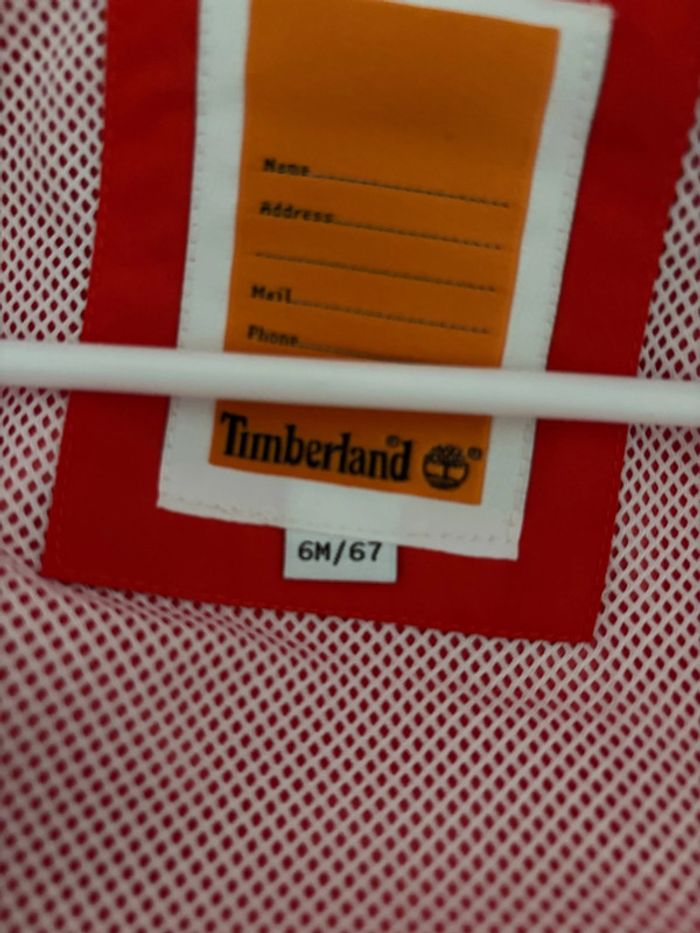 Name
Address
Mail
Phone
Timberland® ®
6M/67